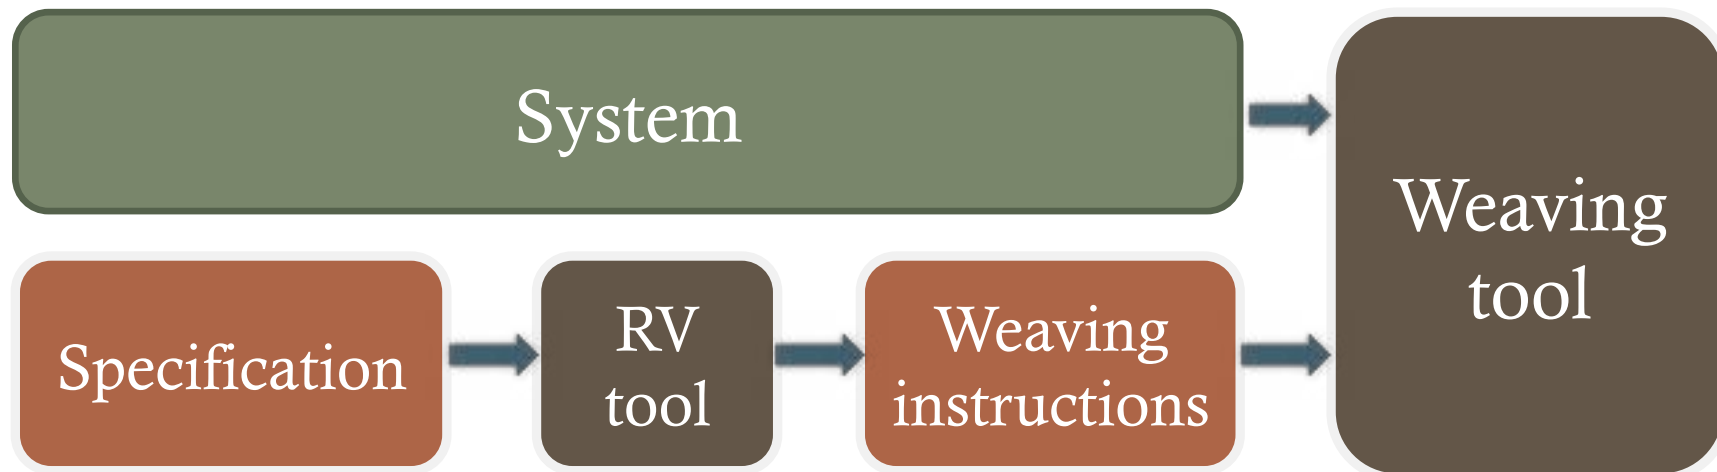 System
Specification
RV
tool
Weaving
instructions
Weaving
tool